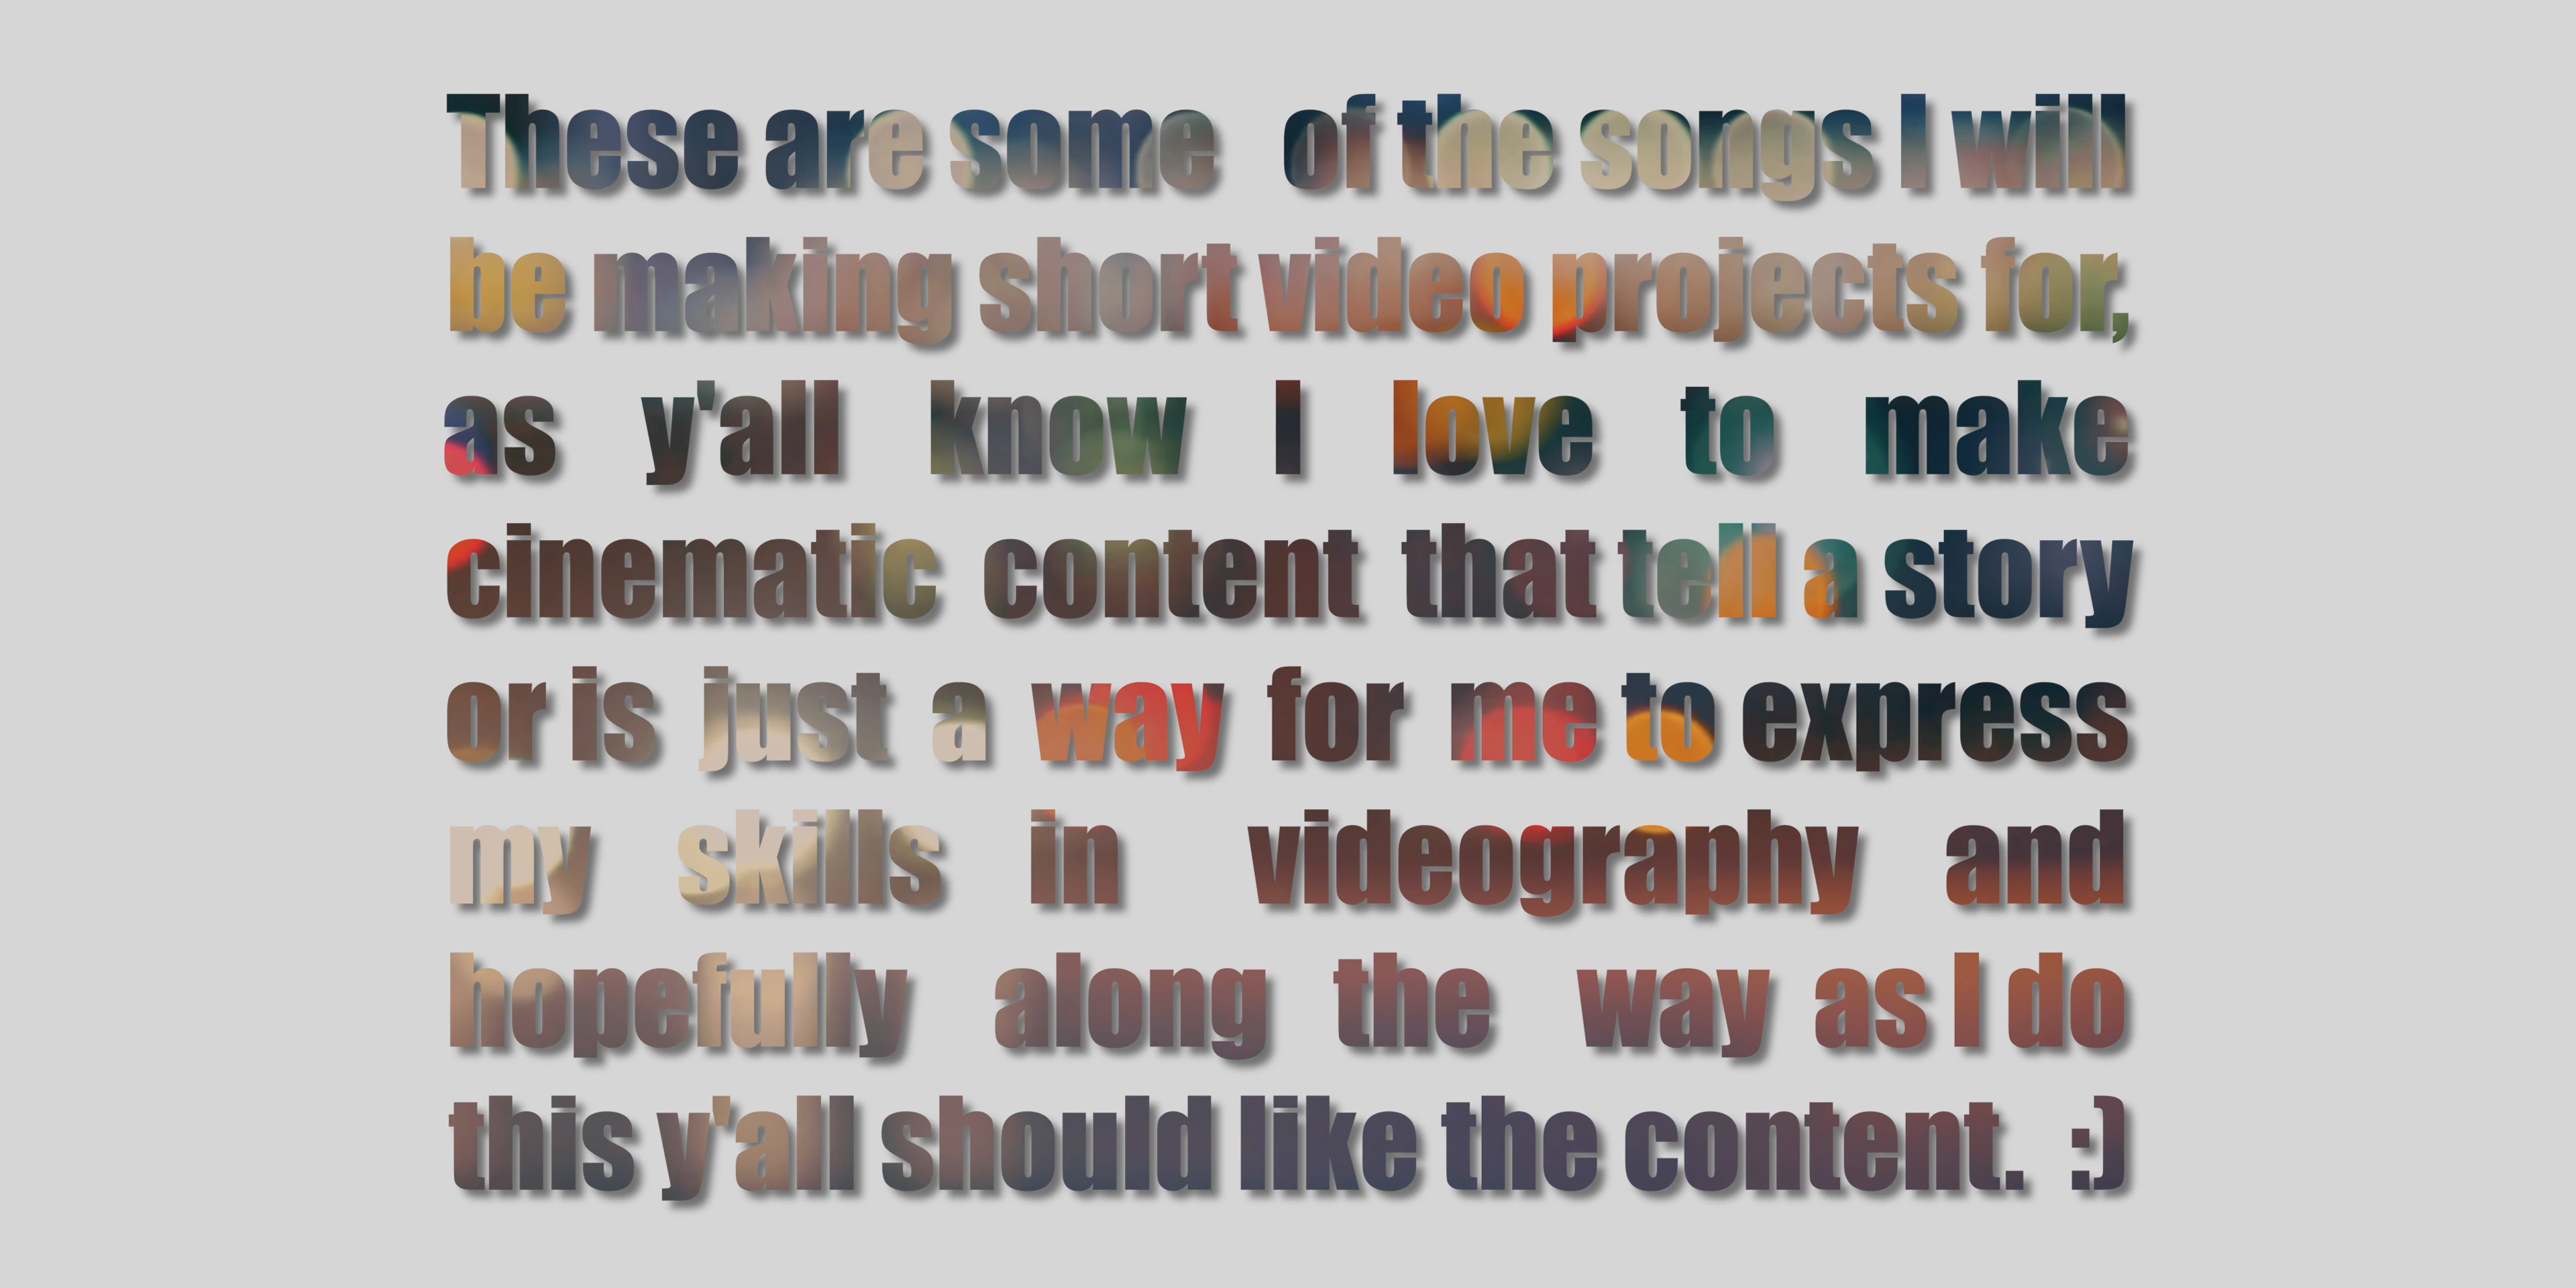 These are some of the songs I will
be making short video projects for,
as y'all know I love to make
cinematic content that tell a story
or is just a way for me to express
my skills in videography and
hopefully along the way as I do
this y'all should like the content. :)